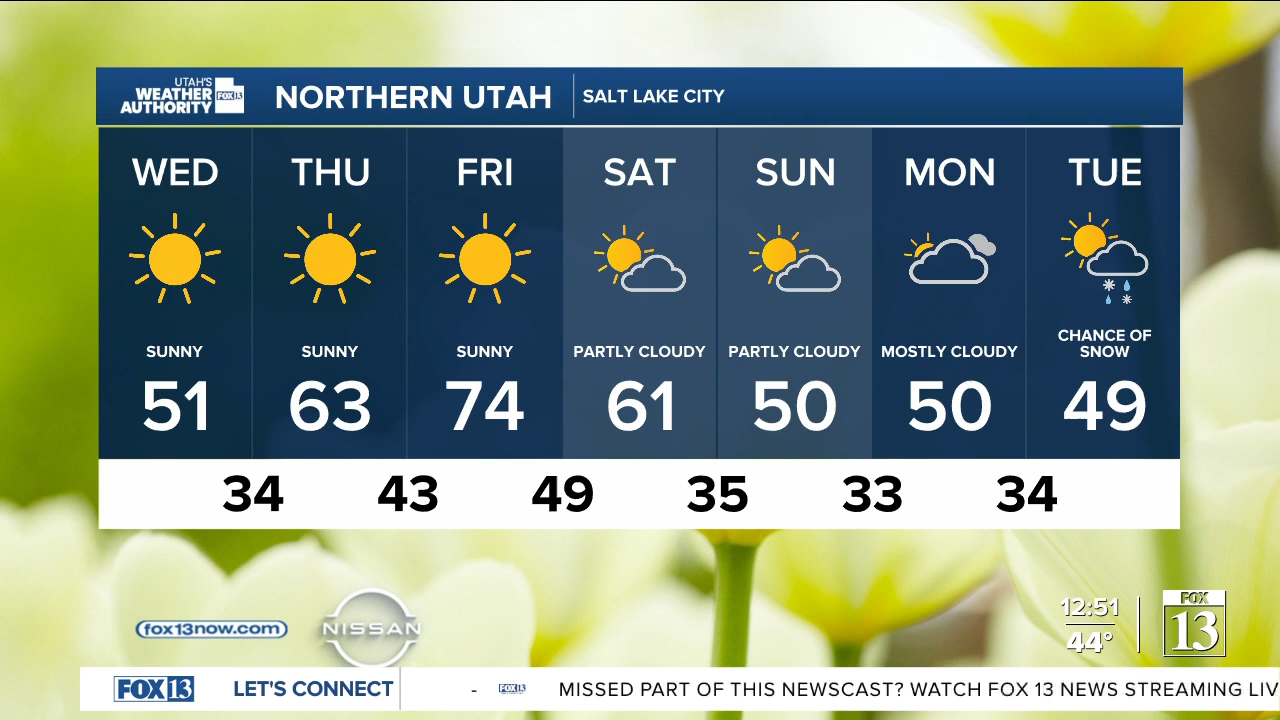 UTAH'S
WEATHER
AUTHORITY
FOX 13
NORTHERN UTAH
SALT LAKE CITY
WED THU FRI SAT SUN MON TUE
SUNNY SUNNY SUNNY PARTLY CLOUDY PARTLY CLOUDY MOSTLY CLOUDY CHANCE OF
SNOW
51 63 74 61 50 50 49
34 43 49 35 33 34
fox13now.com
NISSAN
12:51
44°
FOX
13
FOX 13 LET'S CONNECT - FOX 13 MISSED PART OF THIS NEWSCAST? WATCH FOX 13 NEWS STREAMING LIV